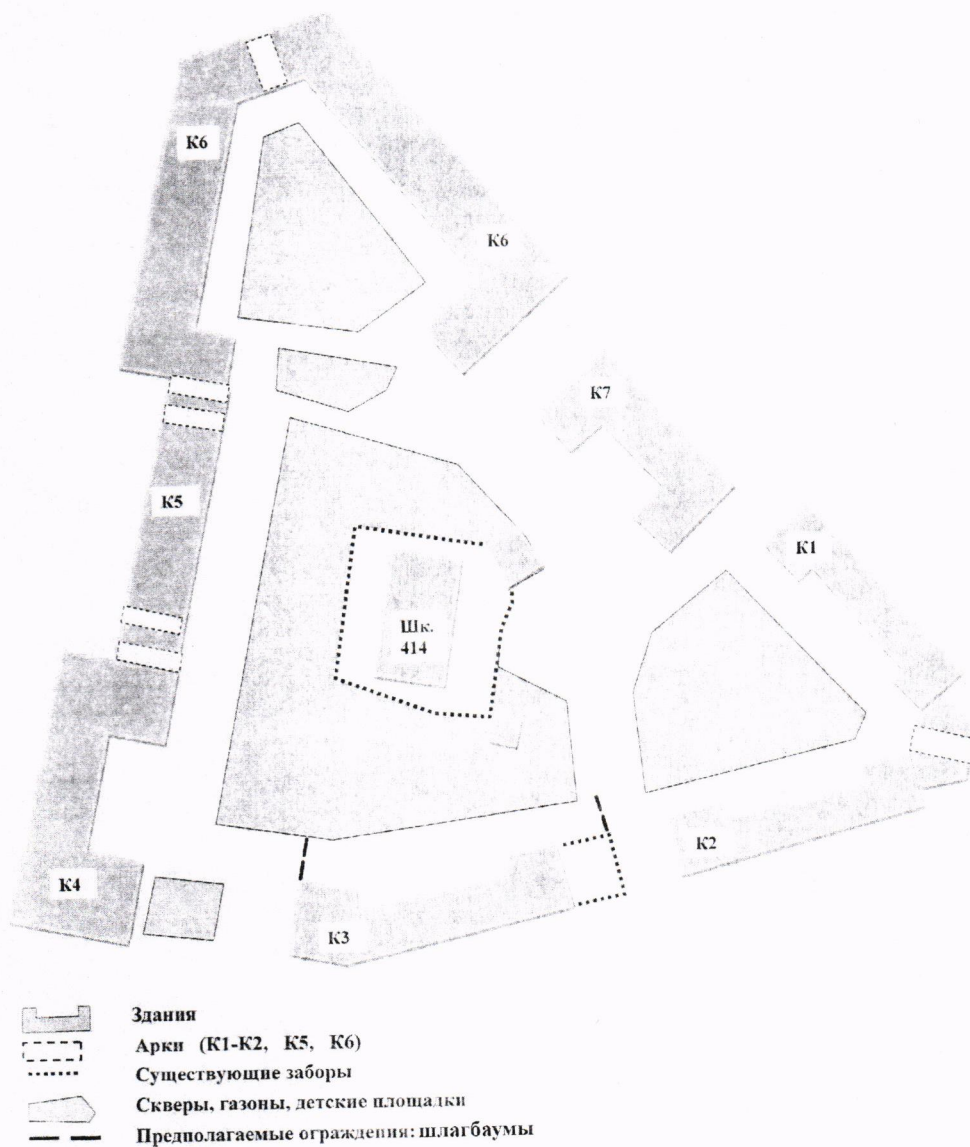 К6
К6
К7
К5
К1
Шк.
414
К2
К4
К3
Здания
Арки (К1-К2, К5, К6)
Существующие заборы
Скверы, газоны, детские площадки
Предполагаемые ограждения: шлагбаумы